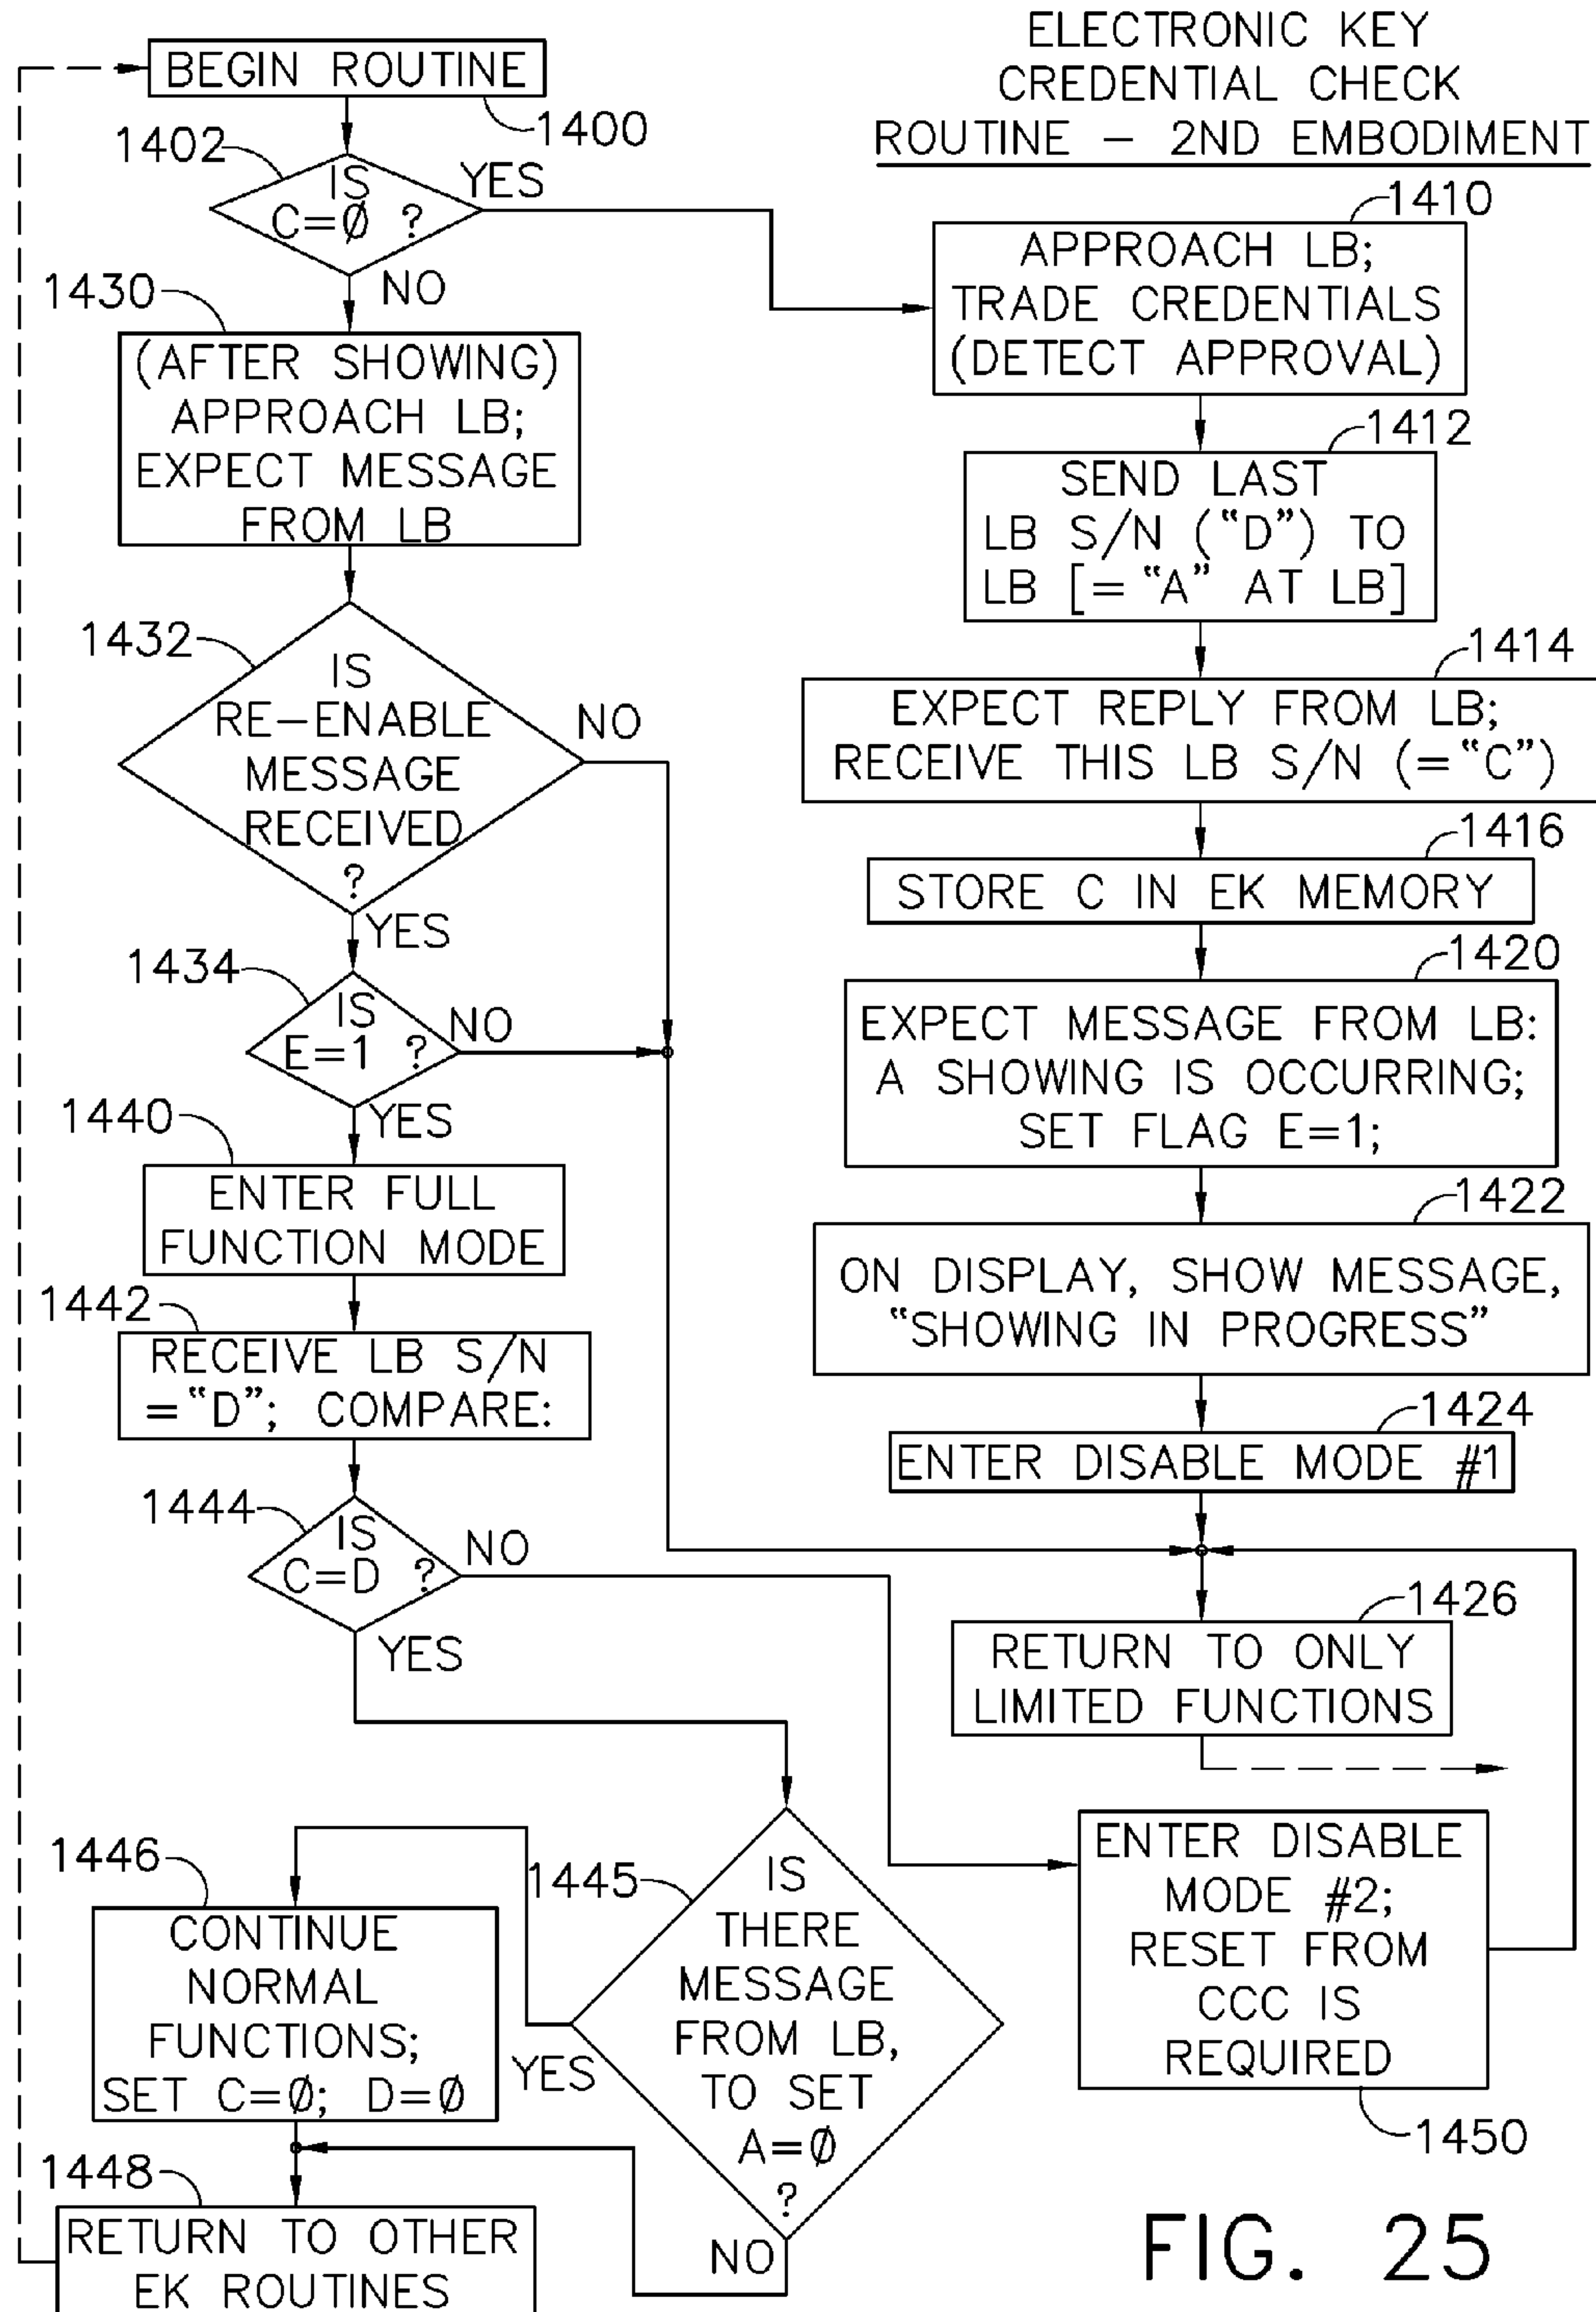 ELECTRONIC KEY
CREDENTIAL CHECK
ROUTINE - 2ND EMBODIMENT
BEGIN ROUTINE
1400
1402
IS
C=Ø ?
YES
NO
1430
(AFTER SHOWING)
APPROACH LB;
EXPECT MESSAGE
FROM LB
1432
IS
RE-ENABLE
MESSAGE
RECEIVED
?
NO
YES
1434
IS
E=1 ?
NO
YES
1440
ENTER FULL
FUNCTION MODE
1442
RECEIVE LB S/N
="D"; COMPARE:
1444
IS
C=D ?
NO
YES
1445
IS
THERE
MESSAGE
FROM LB,
TO SET
A=Ø
?
YES
NO
1446
CONTINUE
NORMAL
FUNCTIONS;
SET C=Ø; D=Ø
1448
RETURN TO OTHER
EK ROUTINES
1410
APPROACH LB;
TRADE CREDENTIALS
(DETECT APPROVAL)
1412
SEND LAST
LB S/N ("D") TO
LB [= "A" AT LB]
1414
EXPECT REPLY FROM LB;
RECEIVE THIS LB S/N (="C")
1416
STORE C IN EK MEMORY
1420
EXPECT MESSAGE FROM LB:
A SHOWING IS OCCURRING;
SET FLAG E=1;
1422
ON DISPLAY, SHOW MESSAGE,
"SHOWING IN PROGRESS"
1424
ENTER DISABLE MODE #1
1426
RETURN TO ONLY
LIMITED FUNCTIONS
ENTER DISABLE
MODE #2;
RESET FROM
CCC IS
REQUIRED
1450
FIG. 25